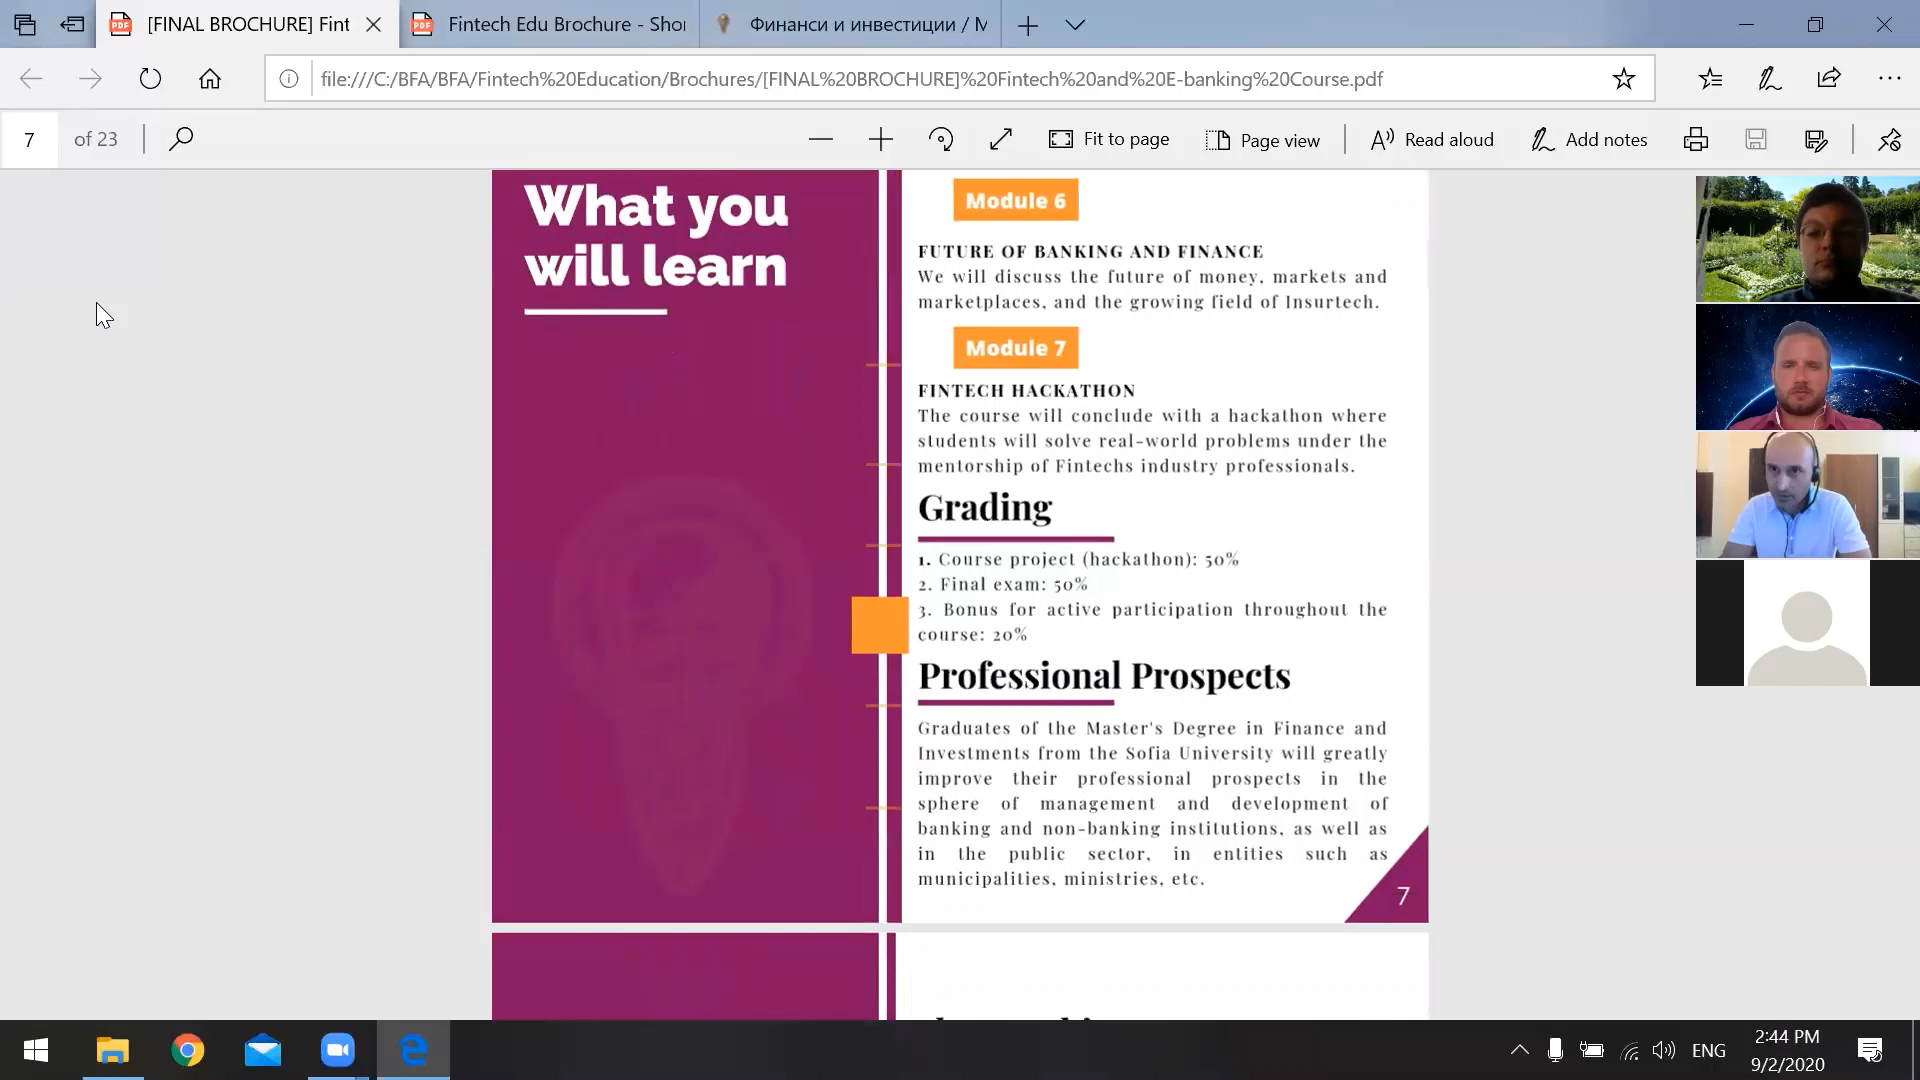 [FINAL BROCHURE] Fint
Fintech Edu Brochure - Shor
Финанси и инвестиции / М
file:///C:/BFA/BFA/Fintech%20Education/Brochures/[FINAL%20BROCHURE]%20Fintech%20and%20E-banking%20Course.pdf
7
of 23
Fit to page
Page view
Read aloud
Add notes
What you
will learn
Module 6
FUTURE OF BANKING AND FINANCE
We will discuss the future of money, markets and
marketplaces, and the growing field of Insurtech.
Module 7
FINTECH HACKATHON
The course will conclude with a hackathon where
students will solve real-world problems under the
mentorship of Fintechs industry professionals.
Grading
1. Course project (hackathon): 50%
2. Final exam: 50%
3. Bonus for active participation throughout the
course: 20%
Professional Prospects
Graduates of the Master's Degree in Finance and
Investments from the Sofia University will greatly
improve their professional prospects in the
sphere of management and development of
banking and non-banking institutions, as well as
in the public sector, in entities such as
municipalities, ministries, etc.
7
ENG
2:44 PM
9/2/2020